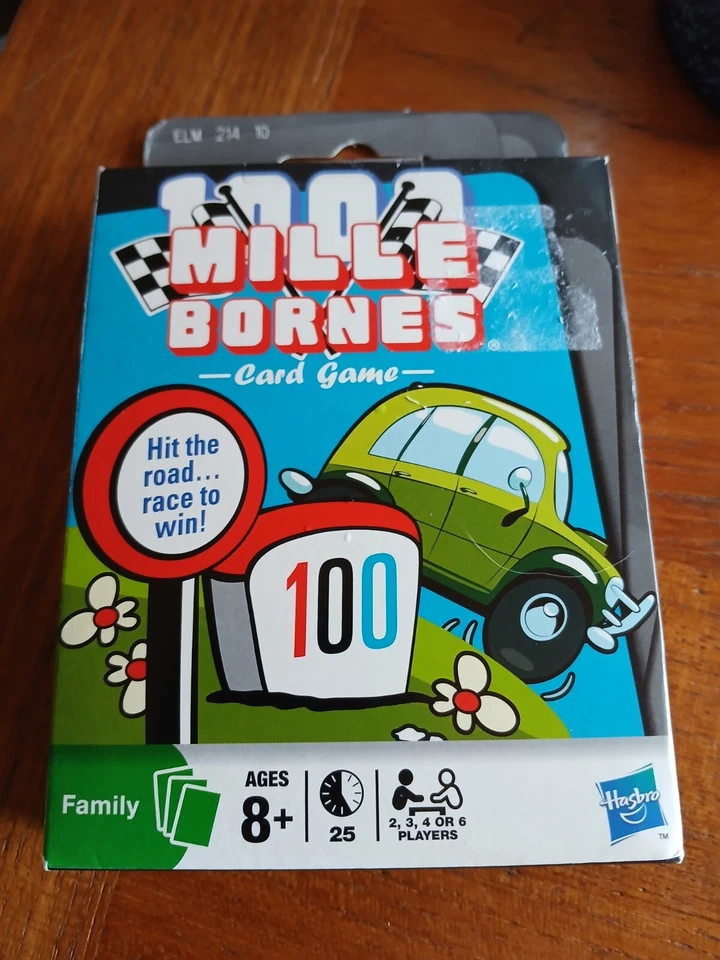 ELM 214 10
1000
MILLE
BORNES®
Card Game
Hit the
road...
race to
win!
100
Family
AGES
8+
25
2, 3, 4 OR 6
PLAYERS
Hasbro
TM